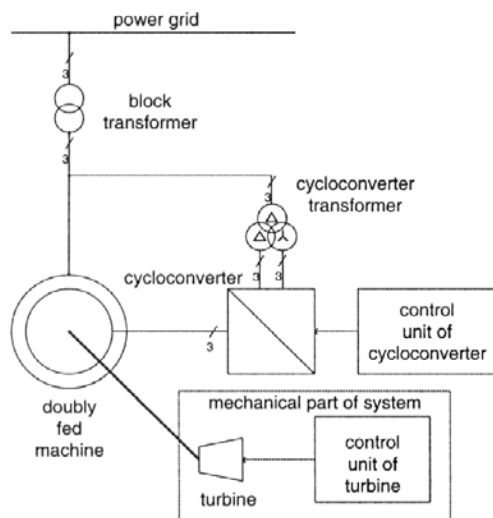 power grid
3
block
transformer
3
3
cycloconverter
transformer
cycloconverter
3
3
3
control
unit of
cycloconverter
doubly
fed
machine
mechanical part of system
control
unit of
turbine
turbine